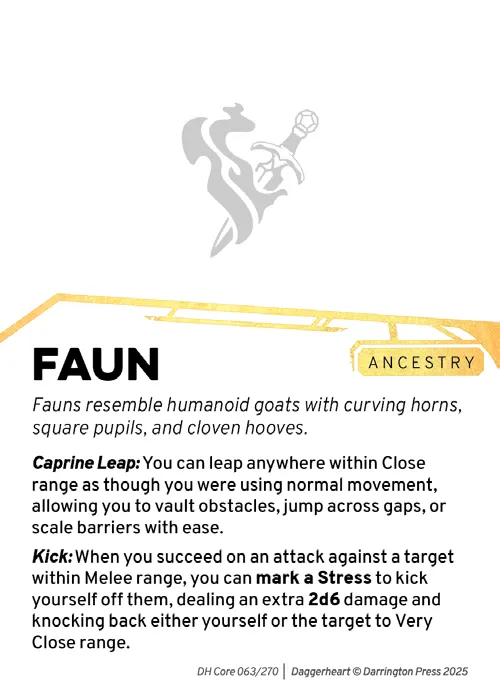 FAUN
ANCESTRY
Fauns resemble humanoid goats with curving horns,
square pupils, and cloven hooves.
Caprine Leap: You can leap anywhere within Close
range as though you were using normal movement,
allowing you to vault obstacles, jump across gaps, or
scale barriers with ease.
Kick: When you succeed on an attack against a target
within Melee range, you can mark a Stress to kick
yourself off them, dealing an extra 2d6 damage and
knocking back either yourself or the target to Very
Close range.
DH Core 063/270 | Daggerheart © Darrington Press 2025